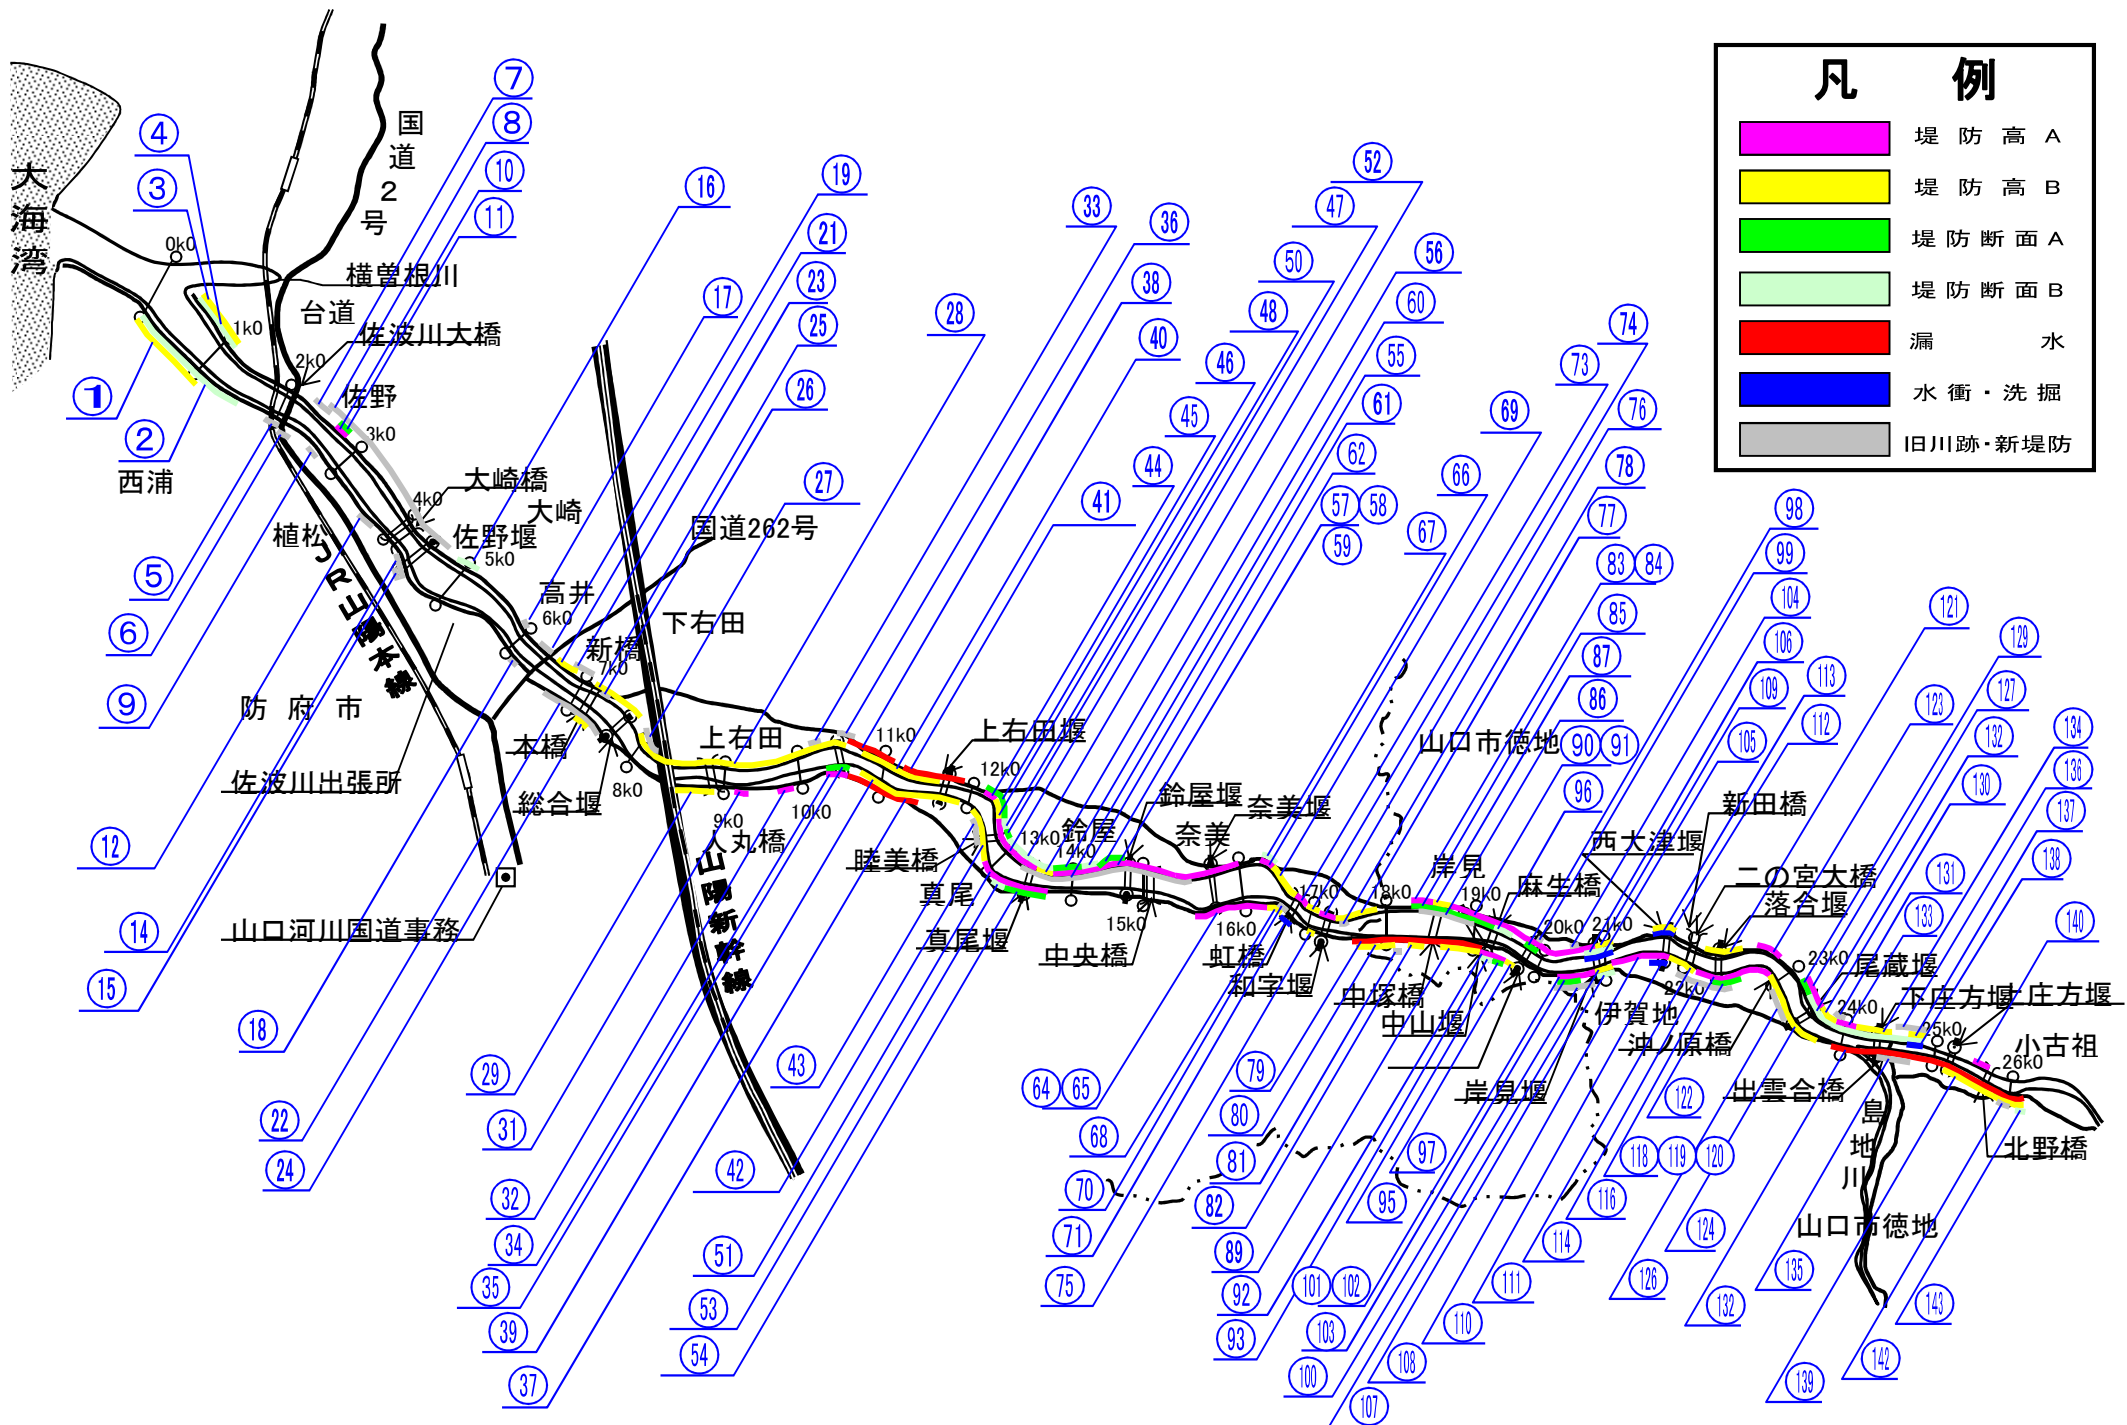 凡 例
堤防高A
堤防高B
堤防断面A
堤防断面B
漏水
水衝・洗掘
旧川跡・新堤防
大海湾
国道2号
横曽根川
台道
佐波川大橋
佐野
西浦
植松
大崎橋
大崎
佐野堰
国道262号
高井
下右田
新橋
防府市
JR山陽本線
本橋
佐波川出張所
総合堰
上右田
人丸橋
山口河川国道事務
山陽新幹線
上右田堰
睦美橋
真尾
真尾堰
鈴屋
鈴屋堰
奈美
奈美堰
中央橋
虹橋
和字堰
山口市徳地
岸見
麻生橋
中塚橋
中山堰
岸見堰
西大津堰
新田橋
二の宮大橋
落合堰
伊賀地
沖ノ原橋
出雲合橋
尾蔵堰
下庄方堰
上庄方堰
小古祖
北野橋
島地川
山口市徳地
0k0
1k0
2k0
3k0
4k0
5k0
6k0
7k0
8k0
9k0
10k0
11k0
12k0
13k0
14k0
15k0
16k0
17k0
18k0
19k0
20k0
21k0
22k0
23k0
24k0
25k0
26k0
①
②
③
④
⑤
⑥
⑦
⑧
⑨
10
11
12
14
15
16
17
18
19
21
22
23
24
25
26
27
28
29
31
32
33
34
35
36
37
38
39
40
41
42
43
44
45
46
47
48
50
51
52
53
54
55
56
57 58
59
60
61
62
64 65
66
67
68
69
70
71
73
74
75
76
77
78
79
80
81
82
83 84
85
86
87
89
90 91
92
93
95
96
97
98
99
100
101 102
103
104
105
106
107
108
109
110
111
112
113
114
116
118 119 120
121
122
123
124
126
127
129
130
131
132
132
133
134
135
136
137
138
139
140
142
143